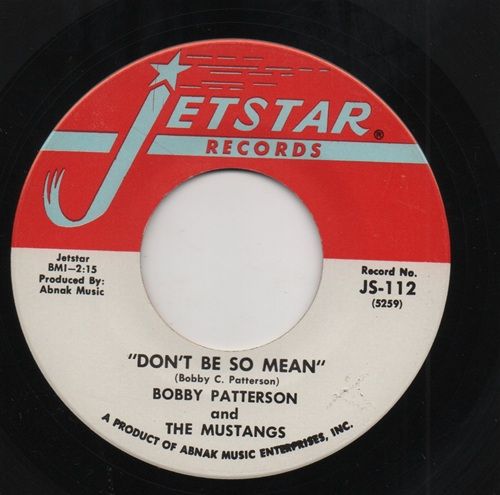 JETSTAR®
RECORDS
Jetstar
BMI-2:15
Produced By:
Abnak Music
Record No.
JS-112
(5259)
"DON'T BE SO MEAN"
(Bobby C. Patterson)
BOBBY PATTERSON
and
THE MUSTANGS
A PRODUCT OF ABNAK MUSIC ENTERPRISES, INC.